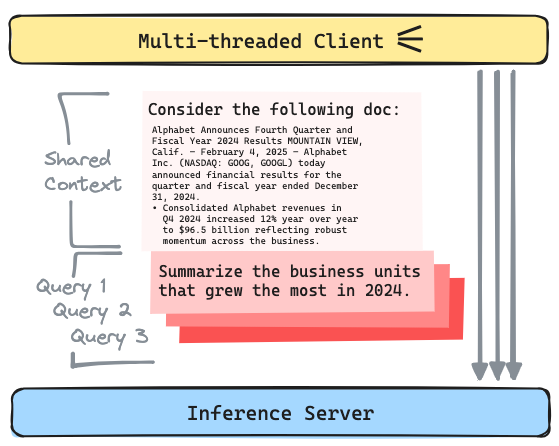 Multi-threaded Client
Consider the following doc:
Alphabet Announces Fourth Quarter and
Fiscal Year 2024 Results MOUNTAIN VIEW,
Calif. – February 4, 2025 – Alphabet
Inc. (NASDAQ: GOOG, GOOGL) today
announced financial results for the
quarter and fiscal year ended December
31, 2024.
• Consolidated Alphabet revenues in
Q4 2024 increased 12% year over year
to $96.5 billion reflecting robust
momentum across the business.
Shared
Context
Summarize the business units
that grew the most in 2024.
Query 1
Query 2
Query 3
Inference Server